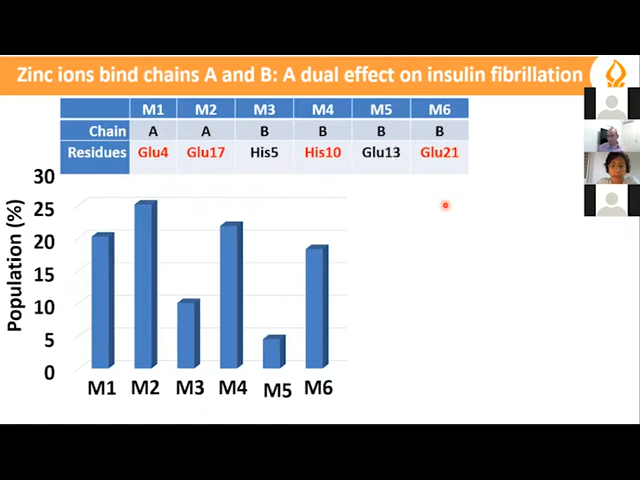 Zinc ions bind chains A and B: A dual effect on insulin fibrillation
M1 M2 M3 M4 M5 M6
Chain A A B B B B
Residues Glu4 Glu17 His5 His10 Glu13 Glu21
Population (%)
30
25
20
15
10
5
0
M1 M2 M3 M4 M5 M6